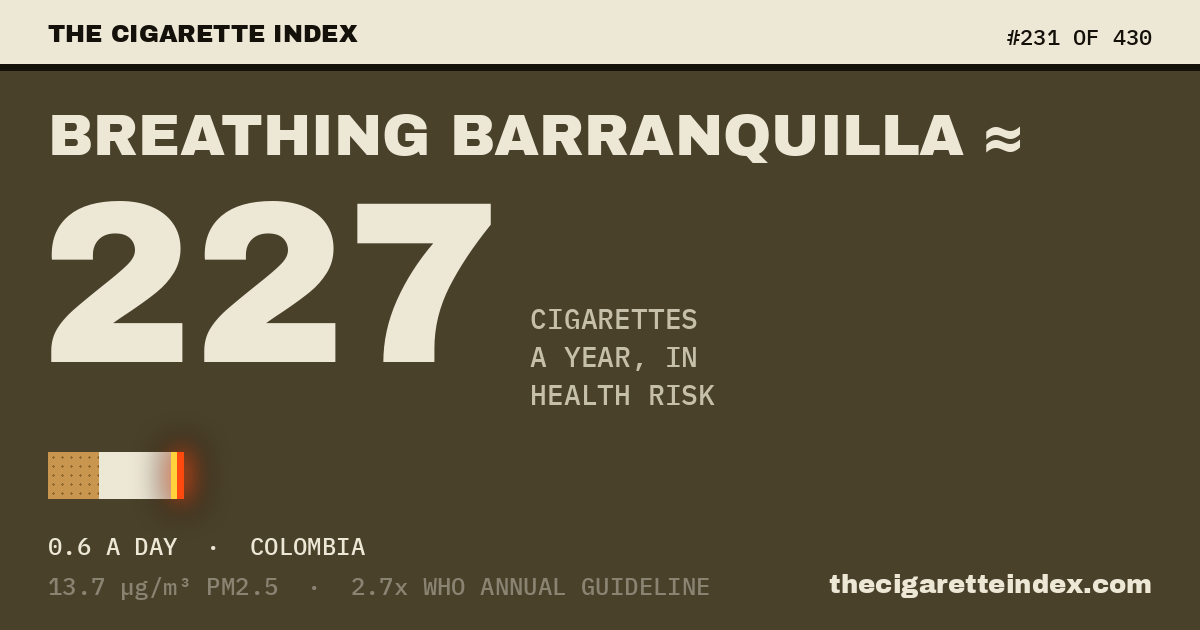 THE CIGARETTE INDEX
#231 OF 430
BREATHING BARRANQUILLA ≈
227
CIGARETTES
A YEAR, IN
HEALTH RISK
0.6 A DAY · COLOMBIA
13.7 µg/m³ PM2.5 · 2.7x WHO ANNUAL GUIDELINE
thecigaretteindex.com